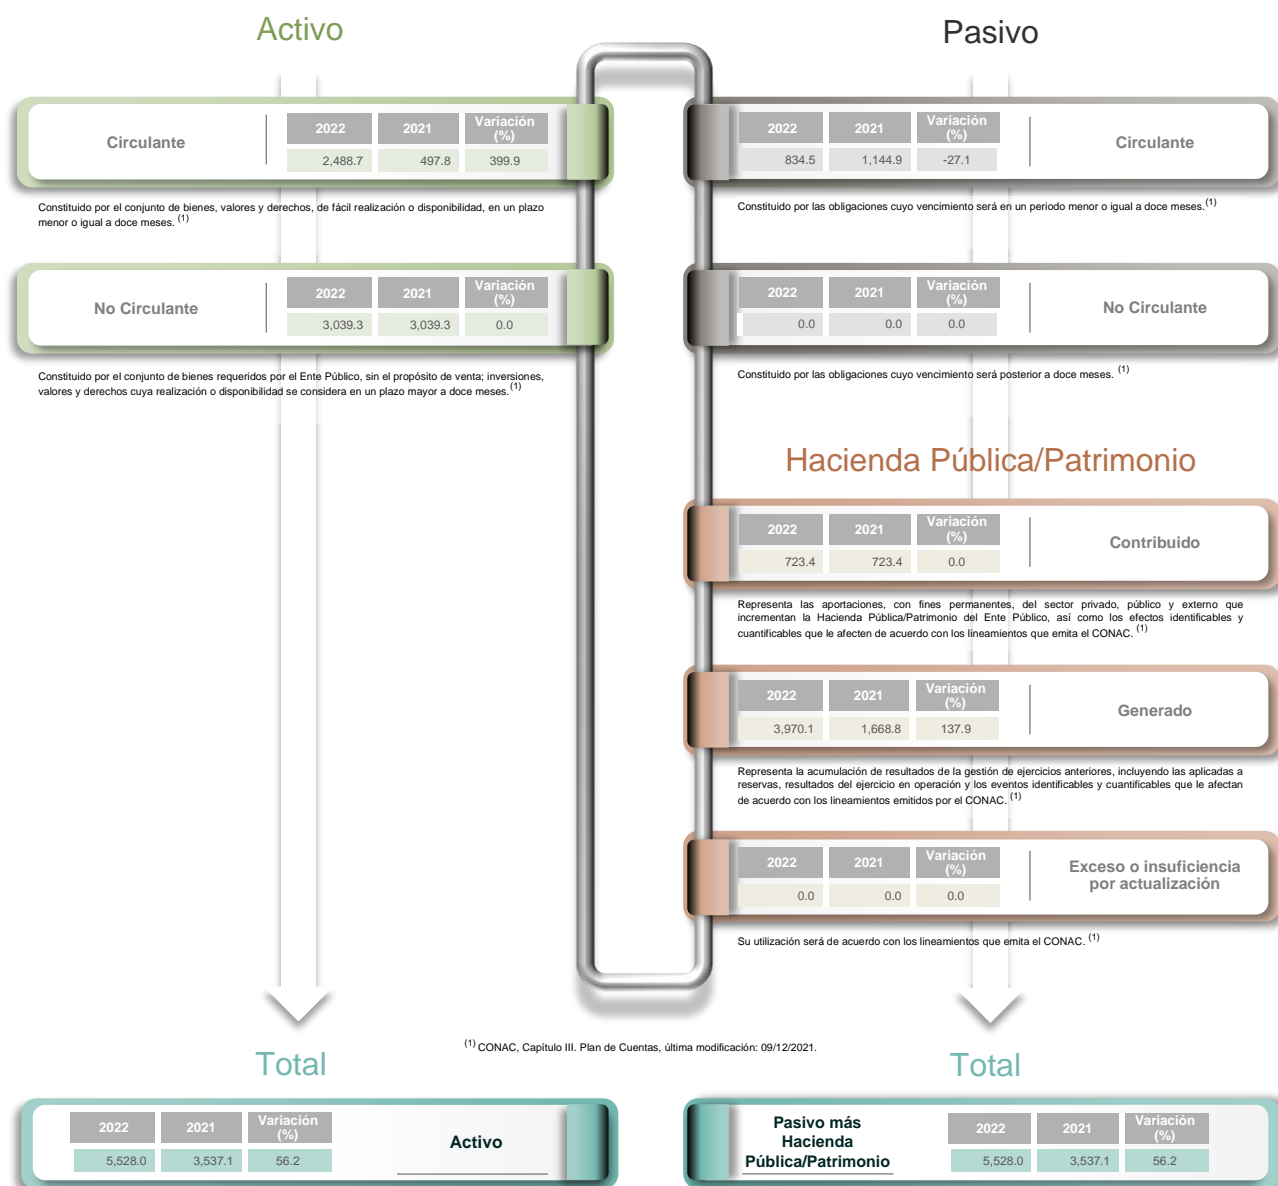 Activo
Circulante
2022 2021 Variación (%)
2,488.7 497.8 399.9
Constituido por el conjunto de bienes, valores y derechos, de fácil realización o disponibilidad, en un plazo
menor o igual a doce meses. (1)
No Circulante
2022 2021 Variación (%)
3,039.3 3,039.3 0.0
Constituido por el conjunto de bienes requeridos por el Ente Público, sin el propósito de venta; inversiones,
valores y derechos cuya realización o disponibilidad se considera en un plazo mayor a doce meses. (1)
Pasivo
2022 2021 Variación (%)
834.5 1,144.9 -27.1
Circulante
Constituido por las obligaciones cuyo vencimiento será en un periodo menor o igual a doce meses. (1)
2022 2021 Variación (%)
0.0 0.0 0.0
No Circulante
Constituido por las obligaciones cuyo vencimiento será posterior a doce meses. (1)
Hacienda Pública/Patrimonio
2022 2021 Variación (%)
723.4 723.4 0.0
Contribuido
Representa las aportaciones, con fines permanentes, del sector privado, público y externo que
incrementan la Hacienda Pública/Patrimonio del Ente Público, así como los efectos identificables y
cuantificables que le afecten de acuerdo con los lineamientos que emita el CONAC. (1)
2022 2021 Variación (%)
3,970.1 1,668.8 137.9
Generado
Representa la acumulación de resultados de la gestión de ejercicios anteriores, incluyendo las aplicadas a
reservas, resultados del ejercicio en operación y los eventos identificables y cuantificables que le afectan
de acuerdo con los lineamientos emitidos por el CONAC. (1)
2022 2021 Variación (%)
0.0 0.0 0.0
Exceso o insuficiencia
por actualización
Su utilización será de acuerdo con los lineamientos que emita el CONAC. (1)
(1) CONAC, Capítulo III. Plan de Cuentas, última modificación: 09/12/2021.
Total
2022 2021 Variación (%)
5,528.0 3,537.1 56.2
Activo
Total
Pasivo más
Hacienda
Pública/Patrimonio
2022 2021 Variación (%)
5,528.0 3,537.1 56.2